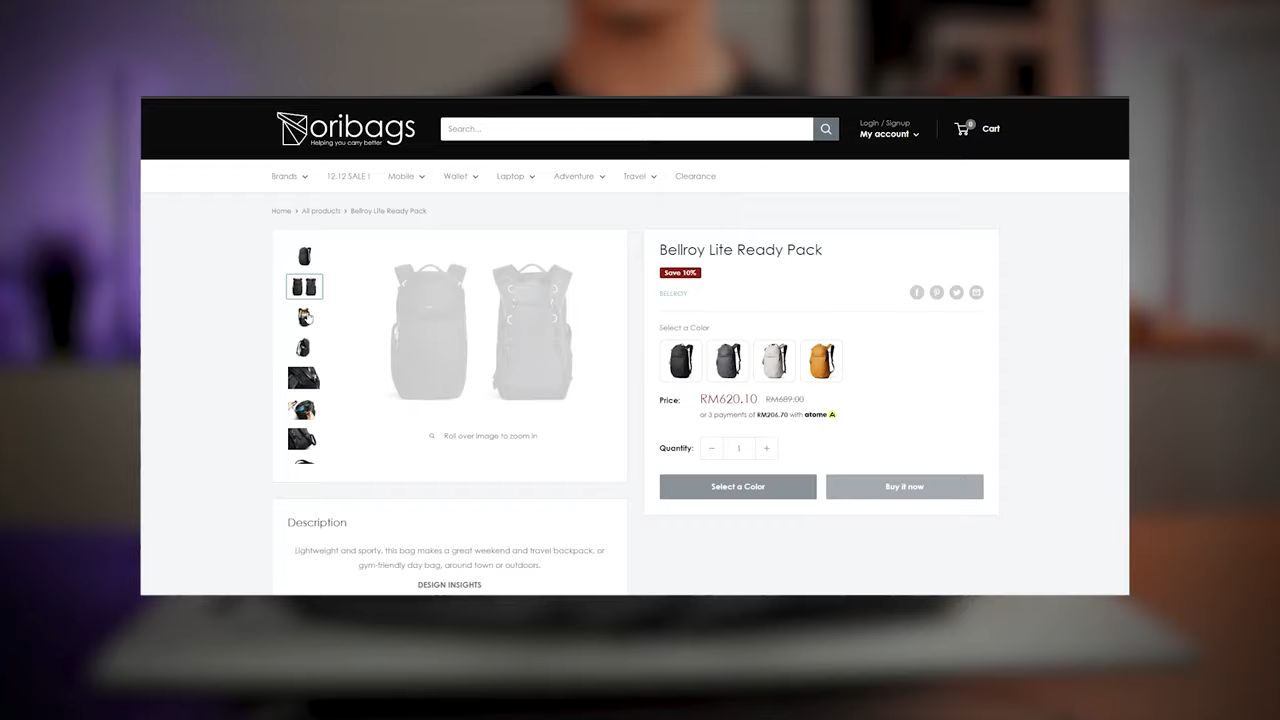 oribags
Helping you carry better
Search...
Login / Signup
My account
0
Cart
Brands
12.12 SALE !
Mobile
Wallet
Laptop
Adventure
Travel
Clearance
Home > All products > Bellroy Lite Ready Pack
Roll over image to zoom in
Description
Lightweight and sporty, this bag makes a great weekend and travel backpack, or
gym-friendly day bag, around town or outdoors.
DESIGN INSIGHTS
Bellroy Lite Ready Pack
Save 10%
BELLROY
Select a Color
Price: RM620.10 RM689.00
or 3 payments of RM206.70 with atome A
Quantity: − 1 +
Select a Color
Buy it now